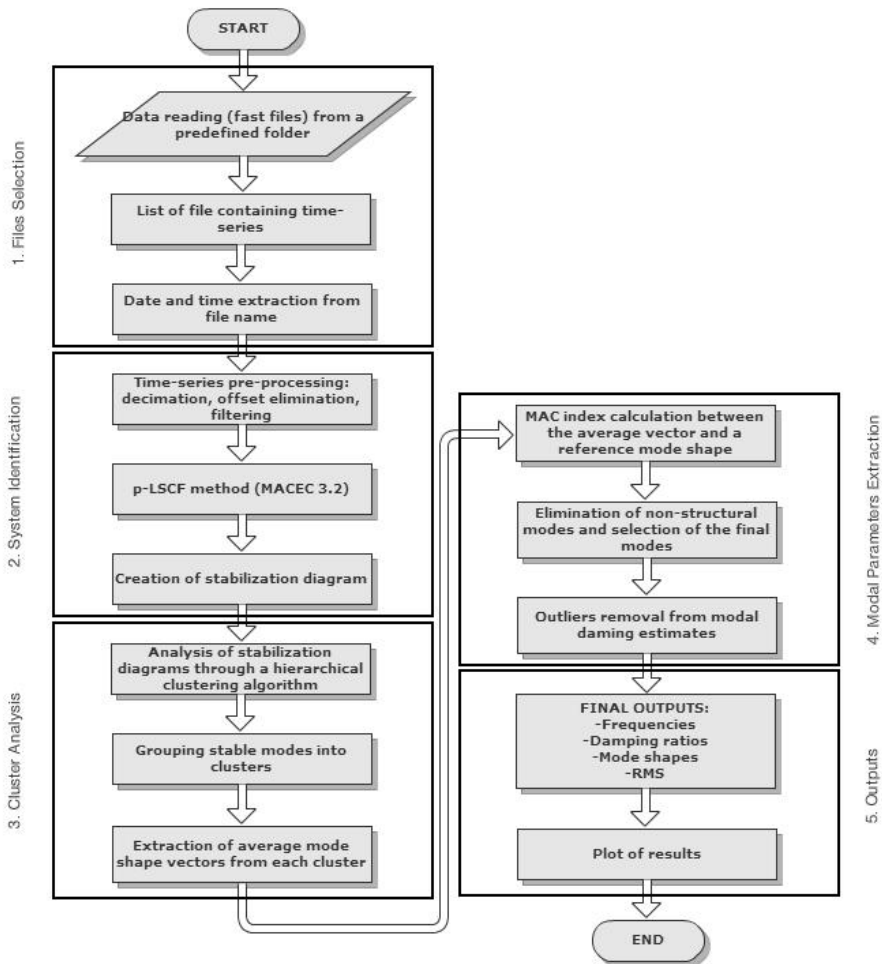 START
1. Files Selection
Data reading (fast files) from a
predefined folder
List of file containing time-
series
Date and time extraction from
file name
2. System Identification
Time-series pre-processing:
decimation, offset elimination,
filtering
p-LSCF method (MACEC 3.2)
Creation of stabilization diagram
3. Cluster Analysis
Analysis of stabilization
diagrams through a hierarchical
clustering algorithm
Grouping stable modes into
clusters
Extraction of average mode
shape vectors from each cluster
4. Modal Parameters Extraction
MAC index calculation between
the average vector and a
reference mode shape
Elimination of non-structural
modes and selection of the final
modes
Outliers removal from modal
daming estimates
5. Outputs
FINAL OUTPUTS:
-Frequencies
-Damping ratios
-Mode shapes
-RMS
Plot of results
END